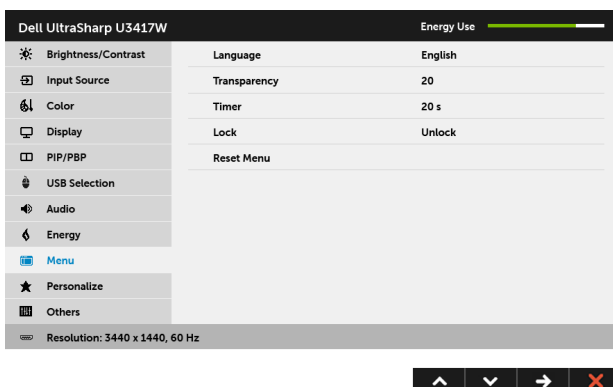 Dell UltraSharp U3417W Energy Use
Brightness/Contrast Language English
Input Source Transparency 20
Color Timer 20 s
Display Lock Unlock
PIP/PBP Reset Menu
USB Selection
Audio
Energy
Menu
Personalize
Others
Resolution: 3440 x 1440, 60 Hz